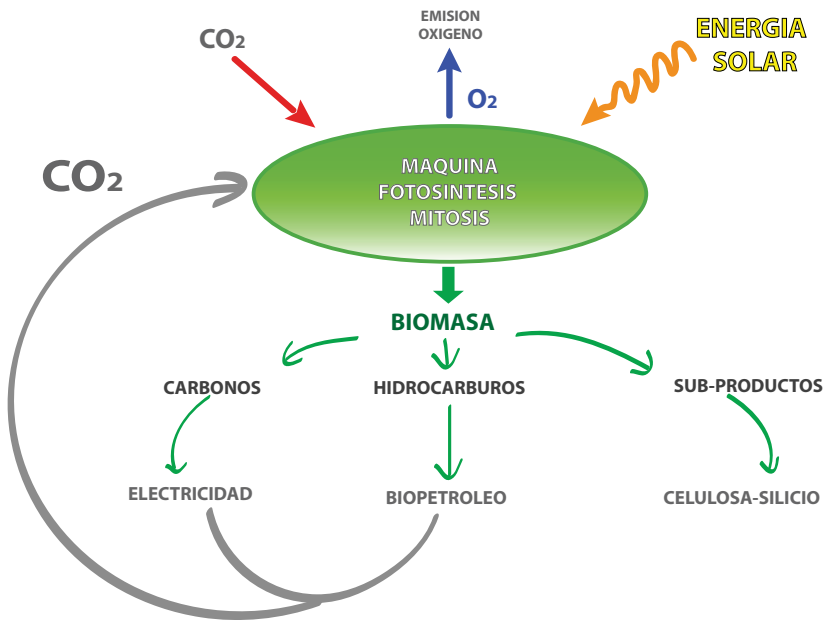 EMISION
OXIGENO
CO₂
O₂
ENERGIA
SOLAR
CO₂
MAQUINA
FOTOSINTESIS
MITOSIS
BIOMASA
CARBONOS
HIDROCARBUROS
SUB-PRODUCTOS
ELECTRICIDAD
BIOPETROLEO
CELULOSA-SILICIO